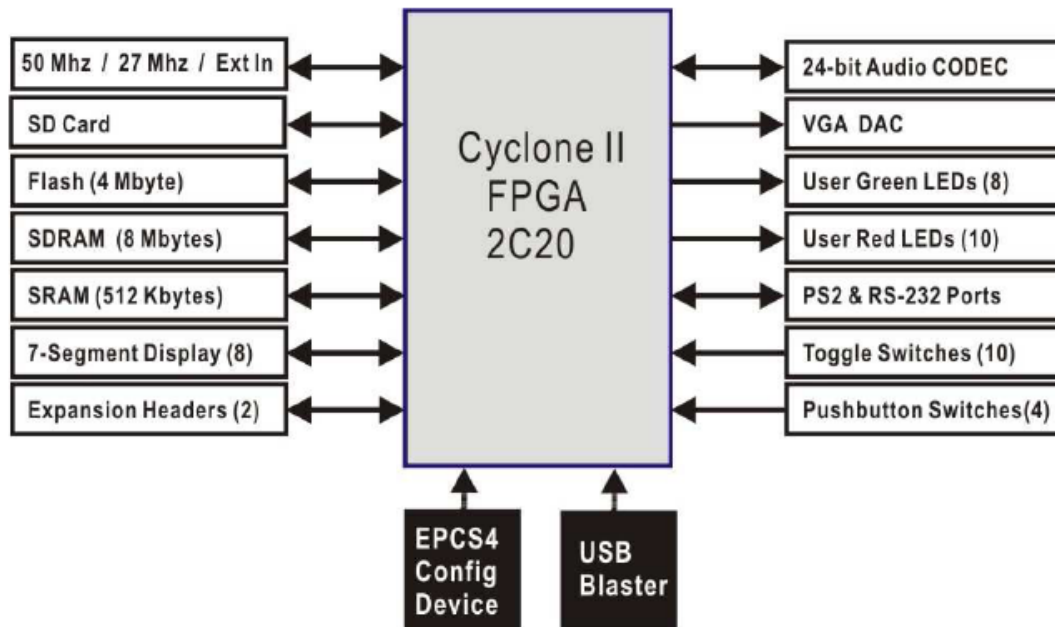 50 Mhz / 27 Mhz / Ext In
SD Card
Flash (4 Mbyte)
SDRAM (8 Mbytes)
SRAM (512 Kbytes)
7-Segment Display (8)
Expansion Headers (2)
Cyclone II
FPGA
2C20
24-bit Audio CODEC
VGA DAC
User Green LEDs (8)
User Red LEDs (10)
PS2 & RS-232 Ports
Toggle Switches (10)
Pushbutton Switches(4)
EPCS4
Config
Device
USB
Blaster